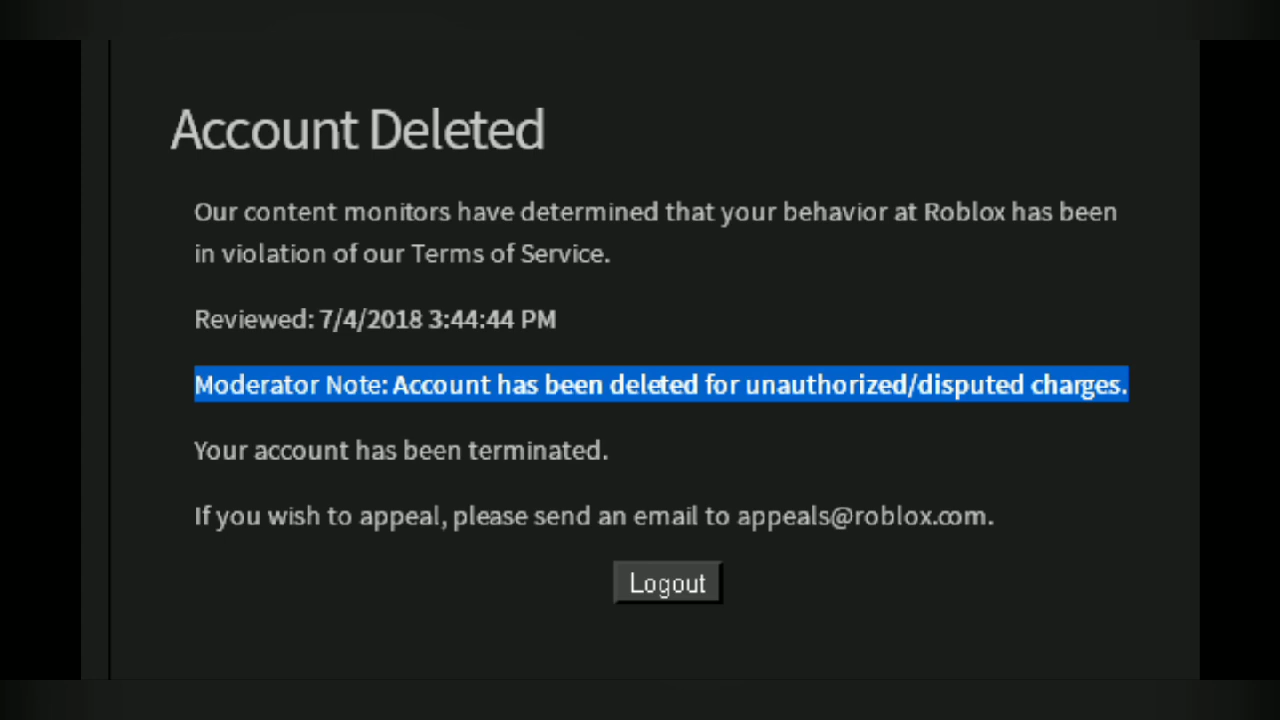 Account Deleted
Our content monitors have determined that your behavior at Roblox has been
in violation of our Terms of Service.
Reviewed: 7/4/2018 3:44:44 PM
Moderator Note: Account has been deleted for unauthorized/disputed charges.
Your account has been terminated.
If you wish to appeal, please send an email to appeals@roblox.com.
Logout